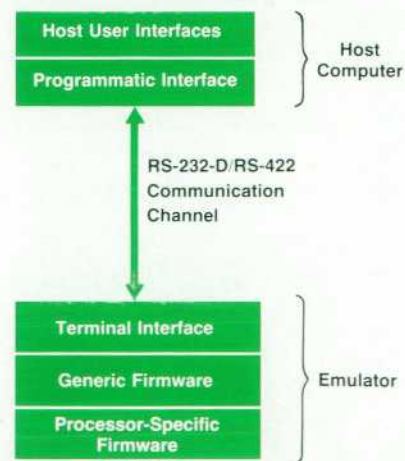 Host User Interfaces
Programmatic Interface
Host
Computer
RS-232-D/RS-422
Communication
Channel
Terminal Interface
Generic Firmware
Processor-Specific
Firmware
Emulator